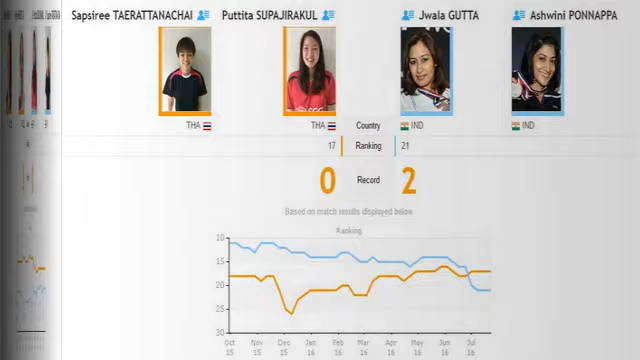 Sapsiree TAERATTANACHAI
Puttita SUPAJIRAKUL
Jwala GUTTA
Ashwini PONNAPPA
THA
THA
Country
IND
IND
17
Ranking
21
0
Record
2
Based on match results displayed below
Ranking
10
15
20
25
30
Oct 15
Nov 15
Dec 15
Jan 16
Feb 16
Mar 16
Apr 16
May 16
Jun 16
Jul 16